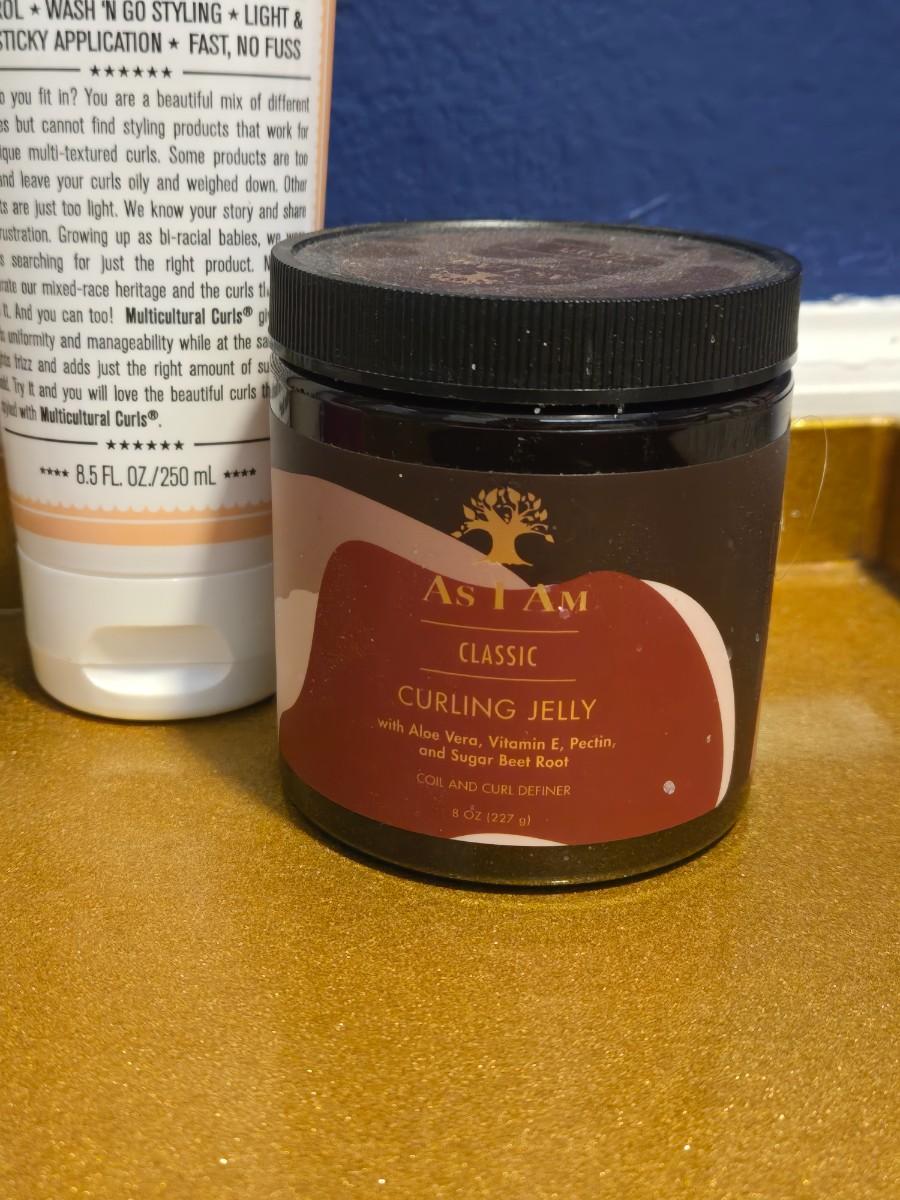 ★ WASH 'N GO STYLING ★ LIGHT &
APPLICATION ★ FAST, NO FUSS
you fit in? You are a beautiful mix of different
but cannot find styling products that work for
multi-textured curls. Some products are too
and leave your curls oily and weighed down. Other
are just too light. We know your story and share
Growing up as bi-racial babies, we
searching for just the right product.
our mixed-race heritage and the curls
it. And you can too! Multicultural Curls®
uniformity and manageability while at the
frizz and adds just the right amount of
Try it and you will love the beautiful curls
with Multicultural Curls®.
8.5 FL. OZ./250 mL
AS I AM
CLASSIC
CURLING JELLY
with Aloe Vera, Vitamin E, Pectin,
and Sugar Beet Root
COIL AND CURL DEFINER
8 OZ (227 g)